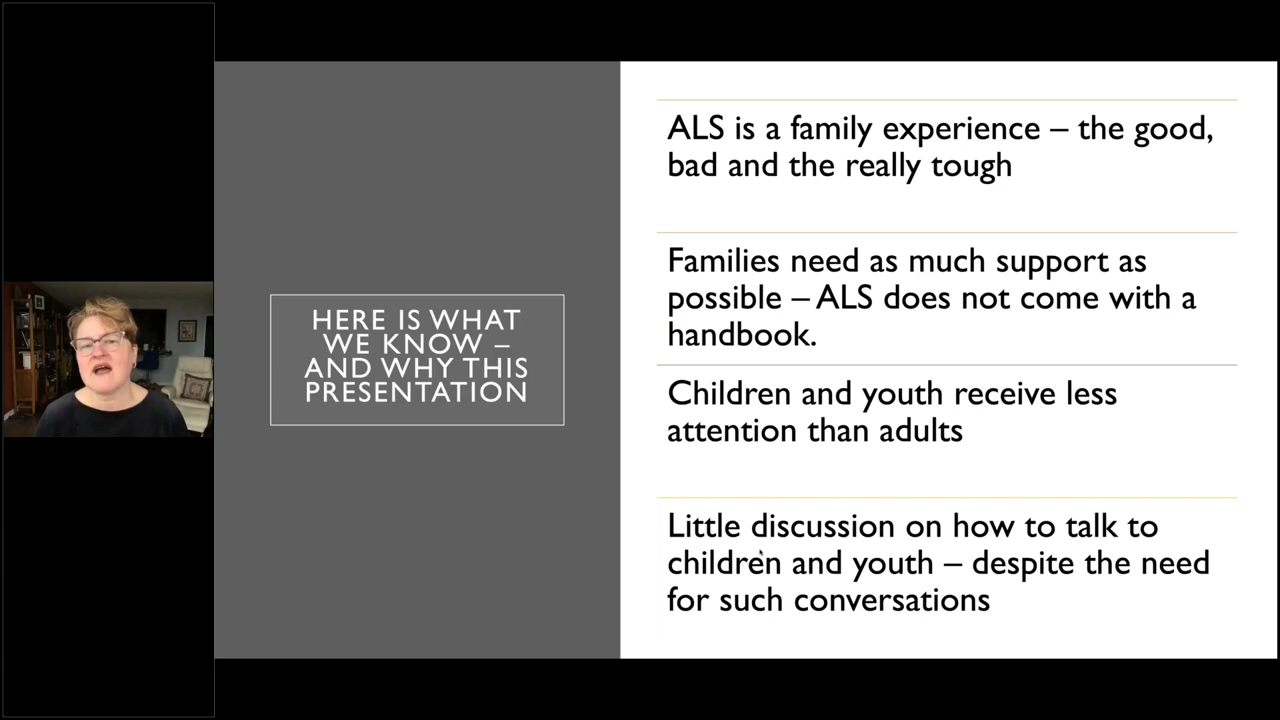 HERE IS WHAT
WE KNOW –
AND WHY THIS
PRESENTATION
ALS is a family experience – the good,
bad and the really tough
Families need as much support as
possible – ALS does not come with a
handbook.
Children and youth receive less
attention than adults
Little discussion on how to talk to
children and youth – despite the need
for such conversations